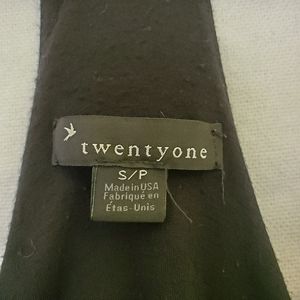 twentyone
S/P
Made in USA
Fabriqué en
États-Unis